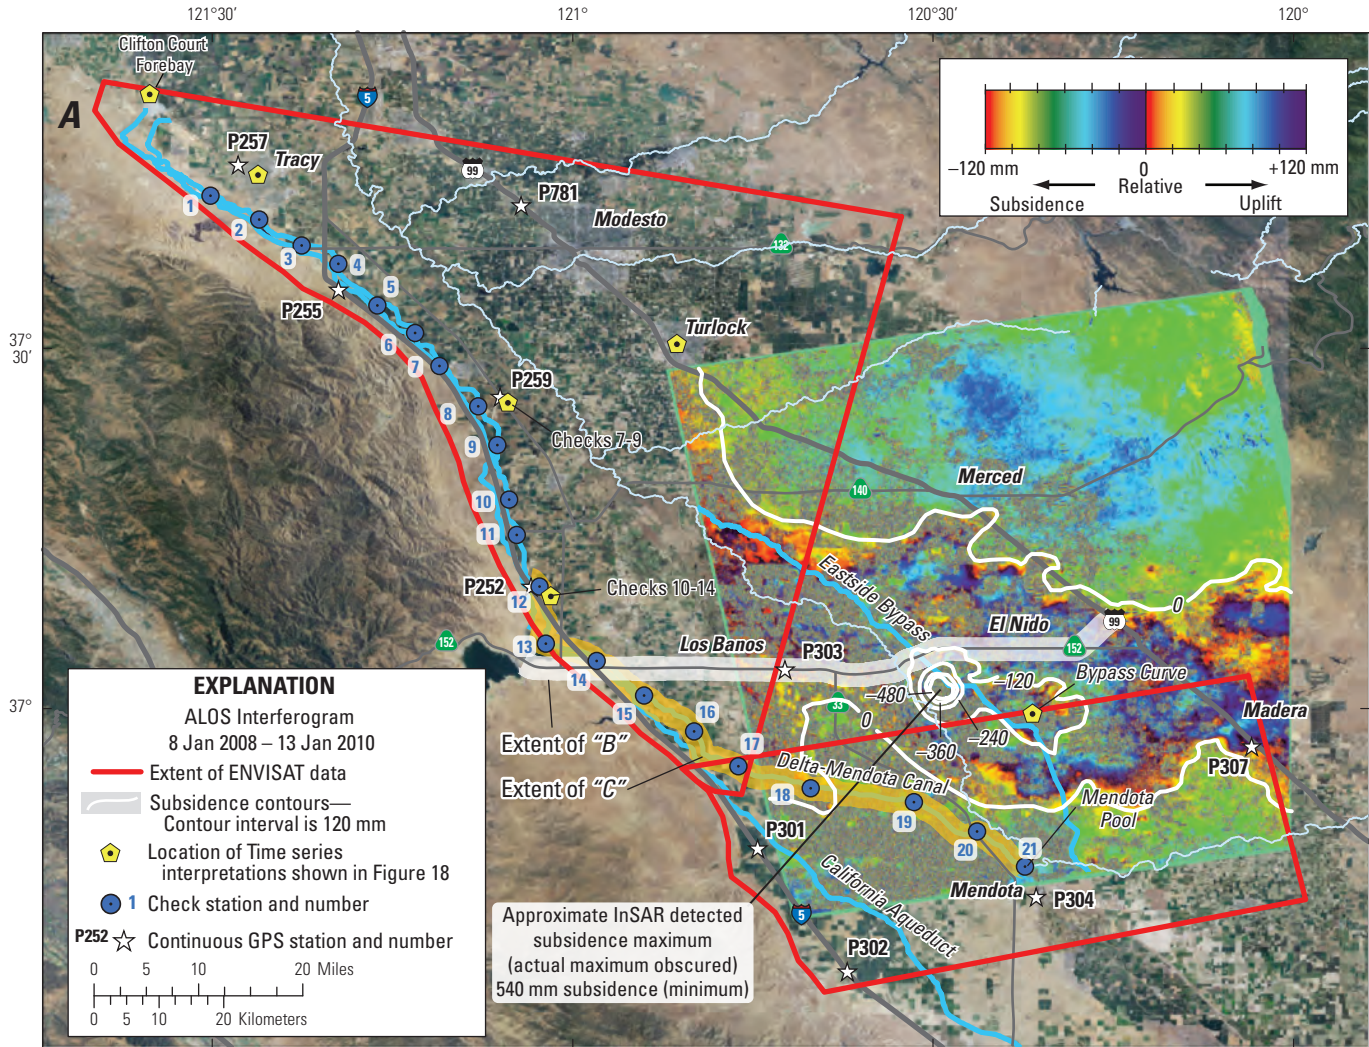 121°30'
121°
120°30'
120°
Clifton Court
Forebay
A
5
P257
Tracy
99
P781
Modesto
132
1
2
3
4
5
P255
6
7
37°
30'
Turlock
P259
8
Checks 7-9
9
10
11
140
Merced
P252
12
Checks 10-14
Eastside Bypass
0
El Nido
99
152
13
152
Los Banos
P303
14
–480
–120
Bypass Curve
37°
15
16
33
0
–240
–360
Madera
P307
17
Extent of “B”
Extent of “C”
Delta-Mendota Canal
18
19
20
21
Mendota
Pool
P301
Mendota
P304
California Aqueduct
5
P302
Approximate InSAR detected
subsidence maximum
(actual maximum obscured)
540 mm subsidence (minimum)
–120 mm
0
+120 mm
Relative
Subsidence
Uplift
EXPLANATION
ALOS Interferogram
8 Jan 2008 – 13 Jan 2010
Extent of ENVISAT data
Subsidence contours—
Contour interval is 120 mm
Location of Time series
interpretations shown in Figure 18
1 Check station and number
P252 Continuous GPS station and number
0 5 10 20 Miles
0 5 10 20 Kilometers